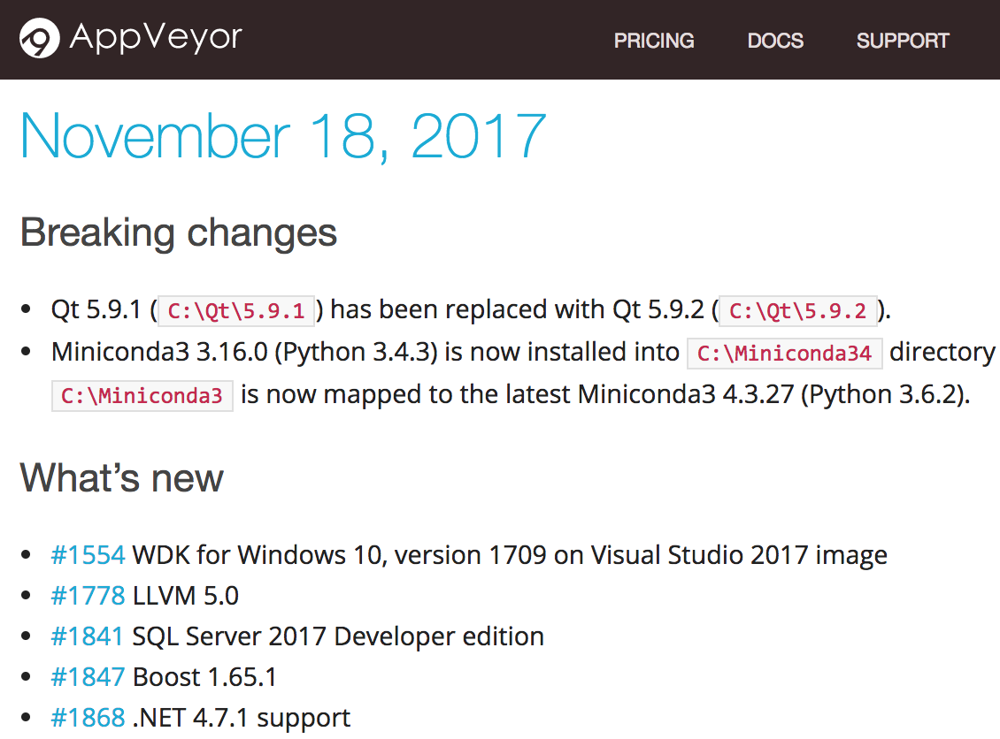 AppVeyor
PRICING DOCS SUPPORT
November 18, 2017
Breaking changes
• Qt 5.9.1 (C:\Qt\5.9.1) has been replaced with Qt 5.9.2 (C:\Qt\5.9.2).
• Miniconda3 3.16.0 (Python 3.4.3) is now installed into C:\Miniconda34 directory
C:\Miniconda3 is now mapped to the latest Miniconda3 4.3.27 (Python 3.6.2).
What’s new
• #1554 WDK for Windows 10, version 1709 on Visual Studio 2017 image
• #1778 LLVM 5.0
• #1841 SQL Server 2017 Developer edition
• #1847 Boost 1.65.1
• #1868 .NET 4.7.1 support